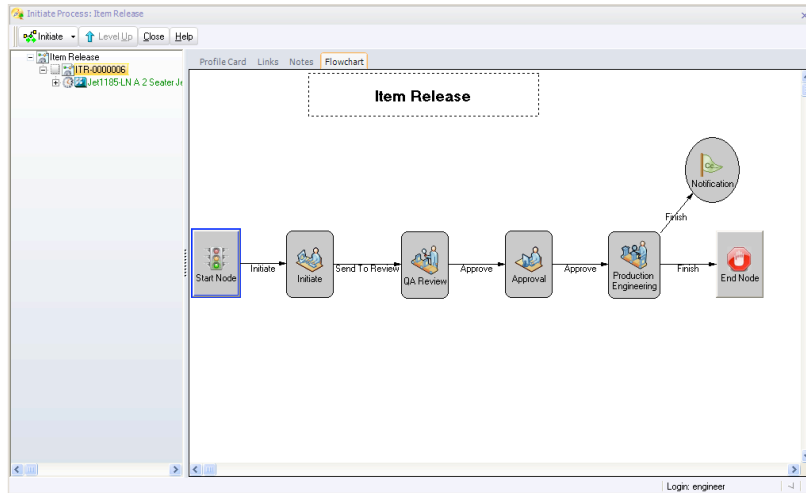 Initiate Process: Item Release
Initiate
Level Up
Close
Help
Item Release
ITR-0000006
Jet1185-LN A 2 Seater Je
Profile Card
Links
Notes
Flowchart
Item Release
Notification
Finish
Start Node
Initiate
Initiate
Send To Review
QA Review
Approve
Approval
Approve
Production
Engineering
Finish
End Node
Login: engineer